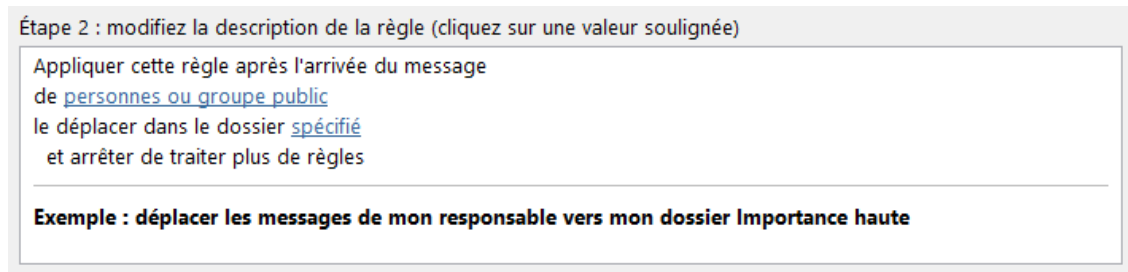 Étape 2 : modifiez la description de la règle (cliquez sur une valeur soulignée)
Appliquer cette règle après l'arrivée du message
de personnes ou groupe public
le déplacer dans le dossier spécifié
et arrêter de traiter plus de règles
Exemple : déplacer les messages de mon responsable vers mon dossier Importance haute